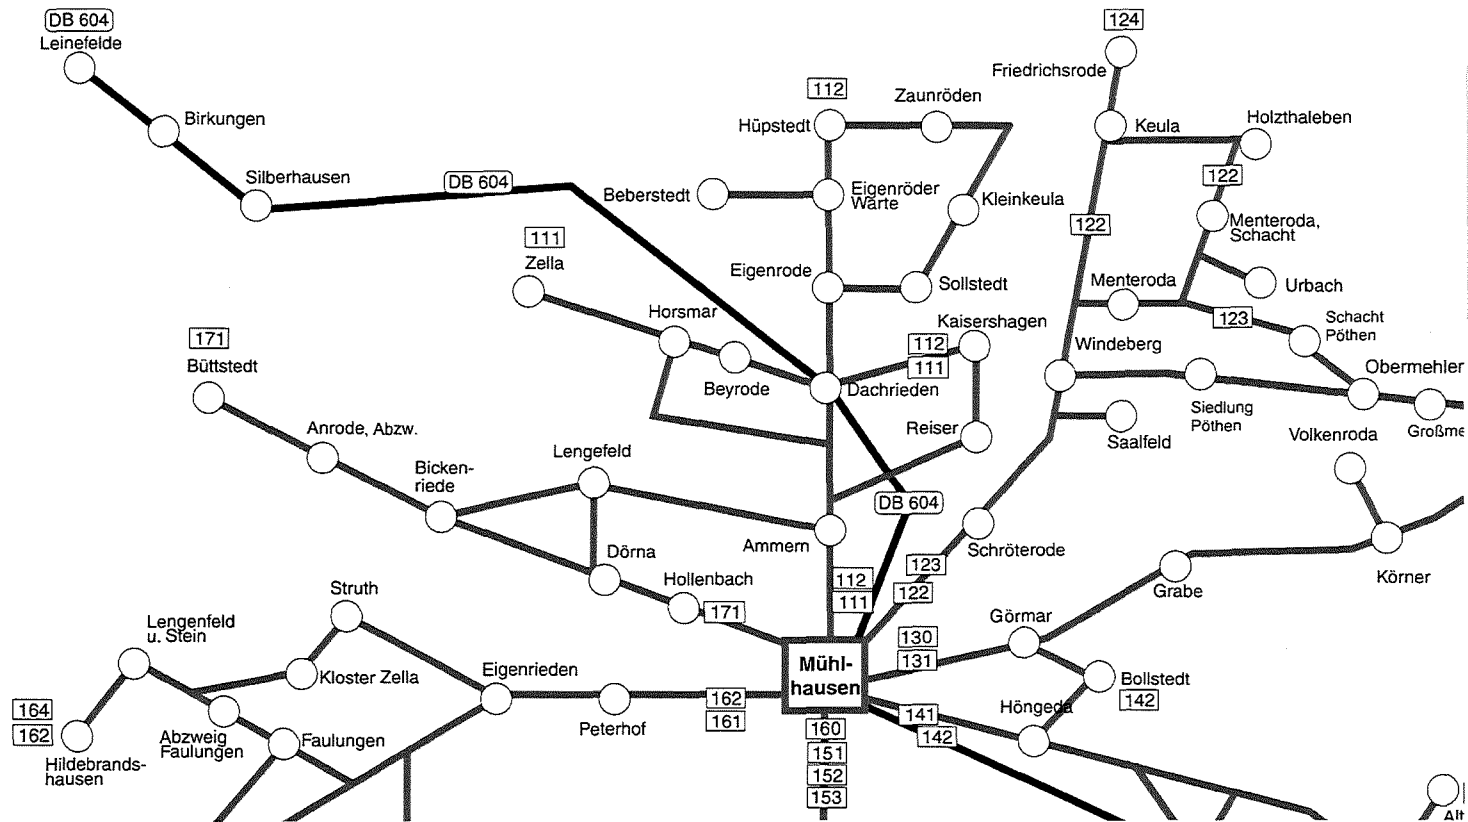 DB 604
Leinefelde
Birkungen
Silberhausen
DB 604
124
Friedrichsrode
112
Zaunröden
Hüpstedt
Keula
Holzthaleben
122
Beberstedt
Eigenröder
Warte
Kleinkeula
Menteroda,
Schacht
122
111
Zella
Eigenrode
Sollstedt
Menteroda
Urbach
123
Schacht
Pöthen
Horsmar
Kaisershagen
112
111
Windeberg
171
Büttstedt
Beyrode
Dachrieden
Obermehler
Siedlung
Pöthen
Großme
Anrode, Abzw.
Reiser
Saalfeld
Volkenroda
Lengefeld
Bicken-
riede
DB 604
Ammern
Schröterode
Dörna
123
Körner
Hollenbach
112
111
122
Grabe
Struth
171
Görmar
Lengenfeld
u. Stein
130
131
Mühl-
hausen
Kloster Zella
Eigenrieden
Bollstedt
142
164
162
Hildebrands-
hausen
Abzweig
Faulungen
Faulungen
Peterhof
162
161
141
142
Höngeda
160
151
152
153
Alt